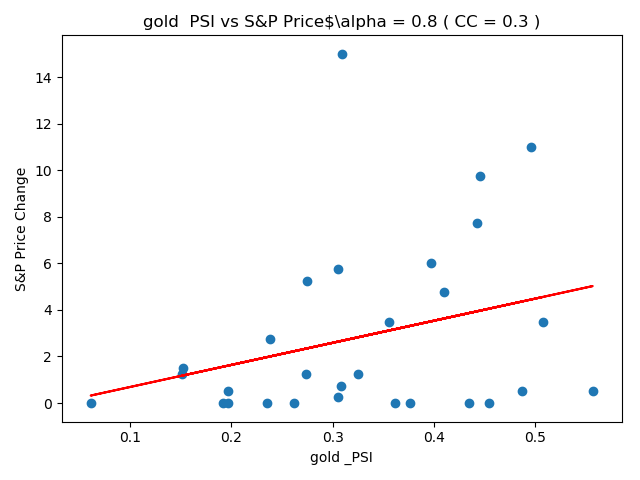 gold  PSI vs S&P Price$\alpha = 0.8 ( CC = 0.3 )
14
12
10
8
6
4
2
0
S&P Price Change
0.1 0.2 0.3 0.4 0.5
gold _PSI